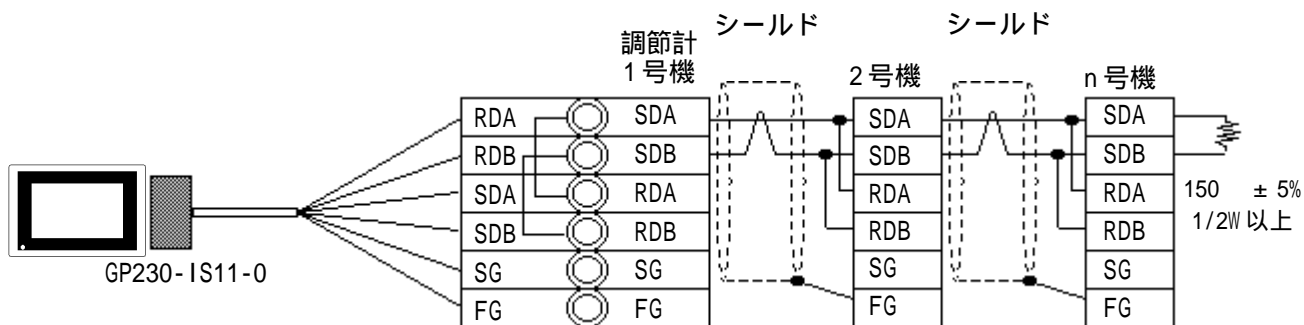 シールド
シールド
調節計
1号機
2号機
n号機
RDA
SDA
SDA
SDA
RDB
SDB
SDB
SDB
SDA
RDA
RDA
RDA
SDB
RDB
RDB
RDB
SG
SG
SG
SG
FG
FG
FG
FG
150 ±5%
1/2W以上
GP230-IS11-O